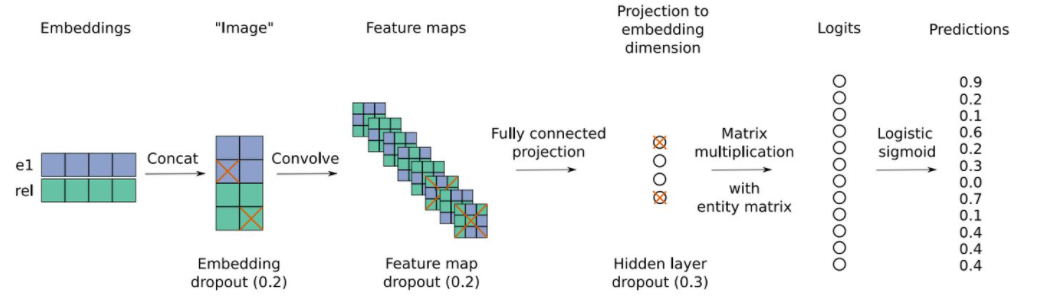 Embeddings
"Image"
Feature maps
Projection to
embedding
dimension
Logits
Predictions
e1
rel
Concat
Convolve
Fully connected
projection
Matrix
multiplication
with
entity matrix
Logistic
sigmoid
0.9
0.2
0.1
0.6
0.2
0.3
0.0
0.7
0.1
0.4
0.4
0.4
Embedding
dropout (0.2)
Feature map
dropout (0.2)
Hidden layer
dropout (0.3)